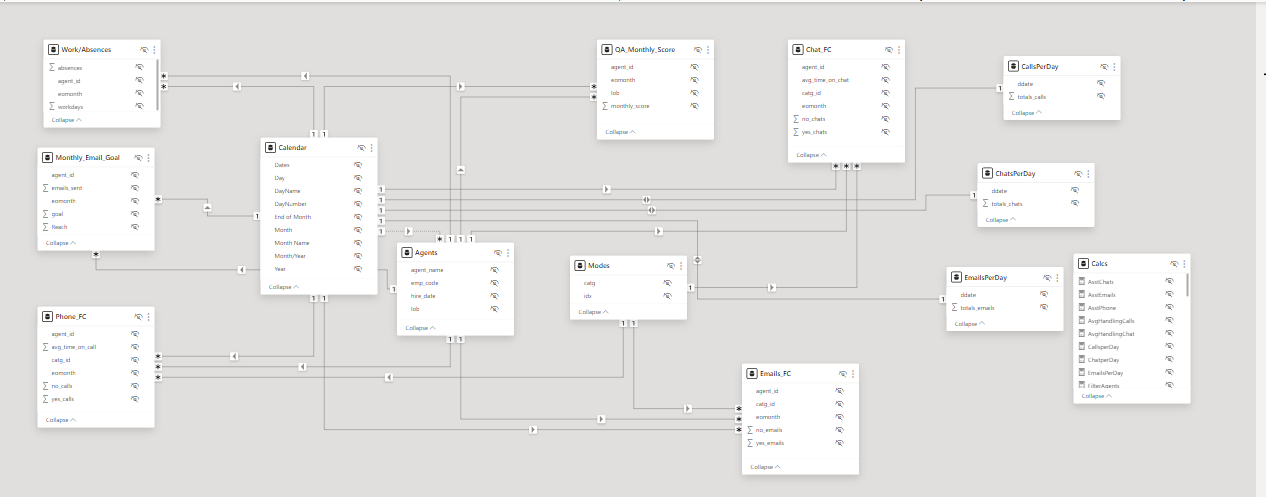 Work/Absences
absences
agent_id
eomonth
workdays
Collapse
Monthly_Email_Goal
agent_id
emails_sent
eomonth
goal
Reach
Collapse
Phone_FC
agent_id
avg_time_on_call
catg_id
eomonth
no_calls
yes_calls
Collapse
Calendar
Dates
Day
DayName
DayNumber
End of Month
Month
Month Name
Month/Year
Year
Collapse
Agents
agent_name
emp_code
hire_date
lob
Collapse
QA_Monthly_Score
agent_id
eomonth
lob
monthly_score
Collapse
Modes
catg
idx
Collapse
Chat_FC
agent_id
avg_time_on_chat
catg_id
eomonth
no_chats
yes_chats
Collapse
Emails_FC
agent_id
catg_id
eomonth
no_emails
yes_emails
Collapse
CallsPerDay
ddate
totals_calls
Collapse
ChatsPerDay
ddate
totals_chats
Collapse
EmailsPerDay
ddate
totals_emails
Collapse
Calcs
AsstChats
AsstEmails
AsstPhone
AvgHandlingCalls
AvgHandlingChat
CallsperDay
ChatperDay
EmailsPerDay
FilterAgents
Collapse